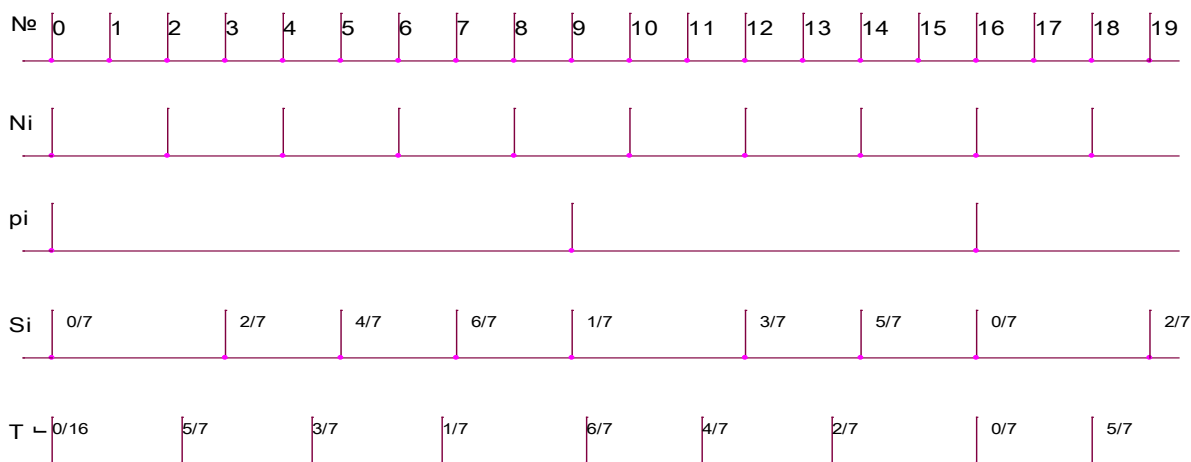 № 0 1 2 3 4 5 6 7 8 9 10 11 12 13 14 15 16 17 18 19
Ni
pi
Si 0/7 2/7 4/7 6/7 1/7 3/7 5/7 0/7 2/7
T 0/16 5/7 3/7 1/7 6/7 4/7 2/7 0/7 5/7